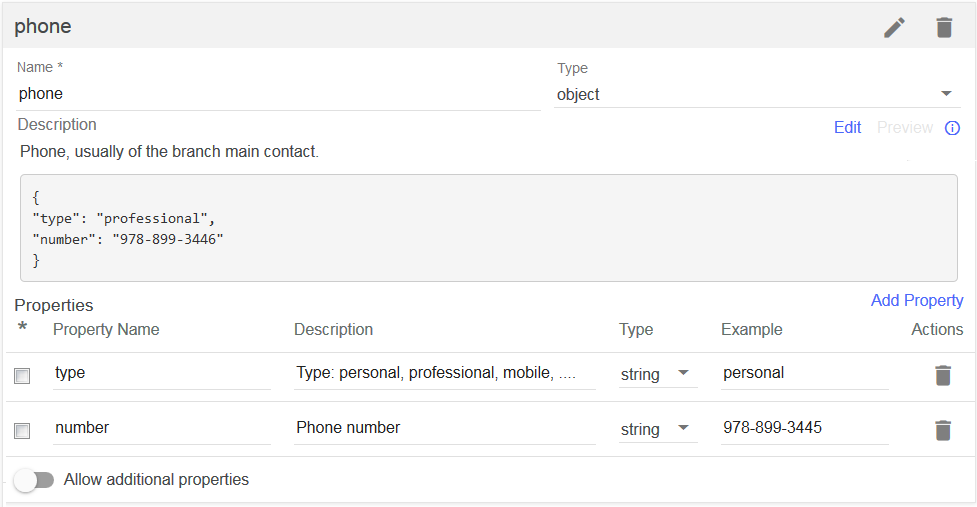 phone
Name * Type
phone object
Description Edit Preview
Phone, usually of the branch main contact.
{
"type": "professional",
"number": "978-899-3446"
}
Properties Add Property
* Property Name Description Type Example Actions
type Type: personal, professional, mobile, .... string personal
number Phone number string 978-899-3445
Allow additional properties